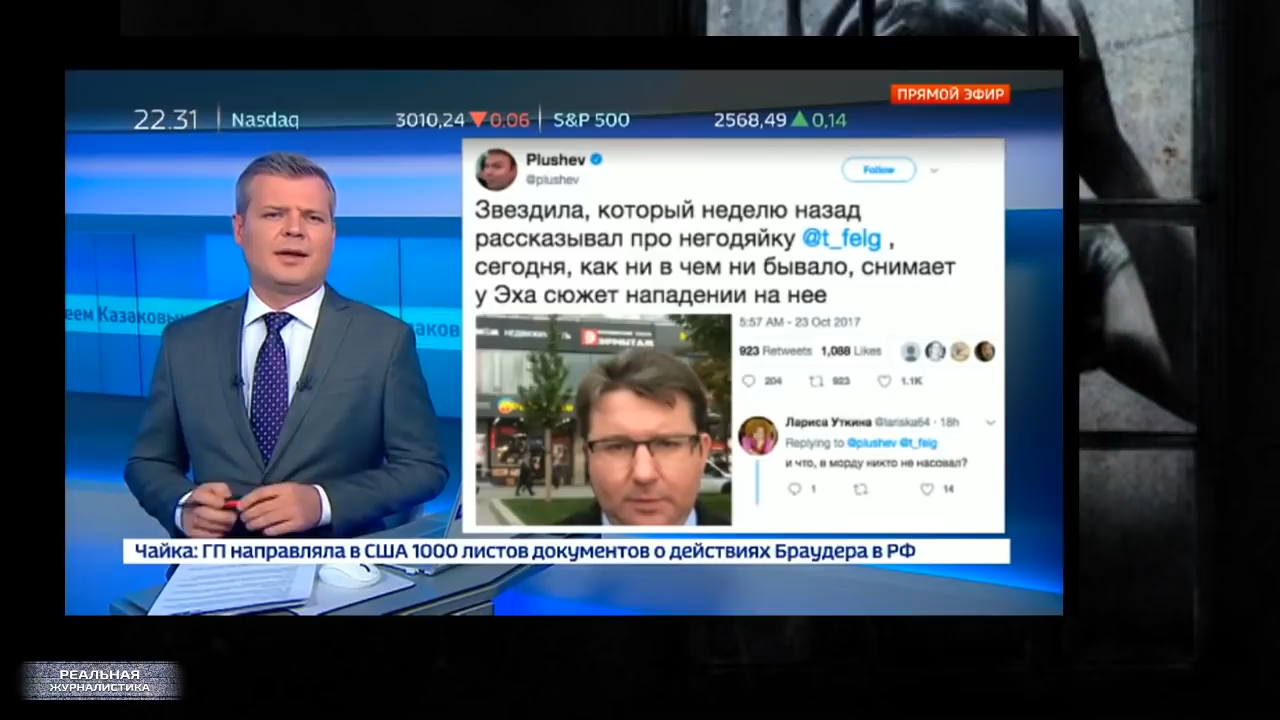 ПРЯМОЙ ЭФИР
22.31 Nasdaq 3010,24 0,06 S&P 500 2568,49 0,14
Plushev
@plushev
Follow
Звездила, который неделю назад
рассказывал про негодяйку @t_felg ,
сегодня, как ни в чем ни бывало, снимает
у Эха сюжет нападении на нее
5:57 AM - 23 Oct 2017
923 Retweets 1,088 Likes
204 923 1.1K
Лариса Уткина @lariska64 · 18h
Replying to @plushev @t_felg
и что, в морду никто не насовал?
1 14
НЕДВИЖИМОСТЬ
еем Казаковы
аков
Чайка: ГП направляла в США 1000 листов документов о действиях Браудера в РФ
РЕАЛЬНАЯ
ЖУРНАЛИСТИКА